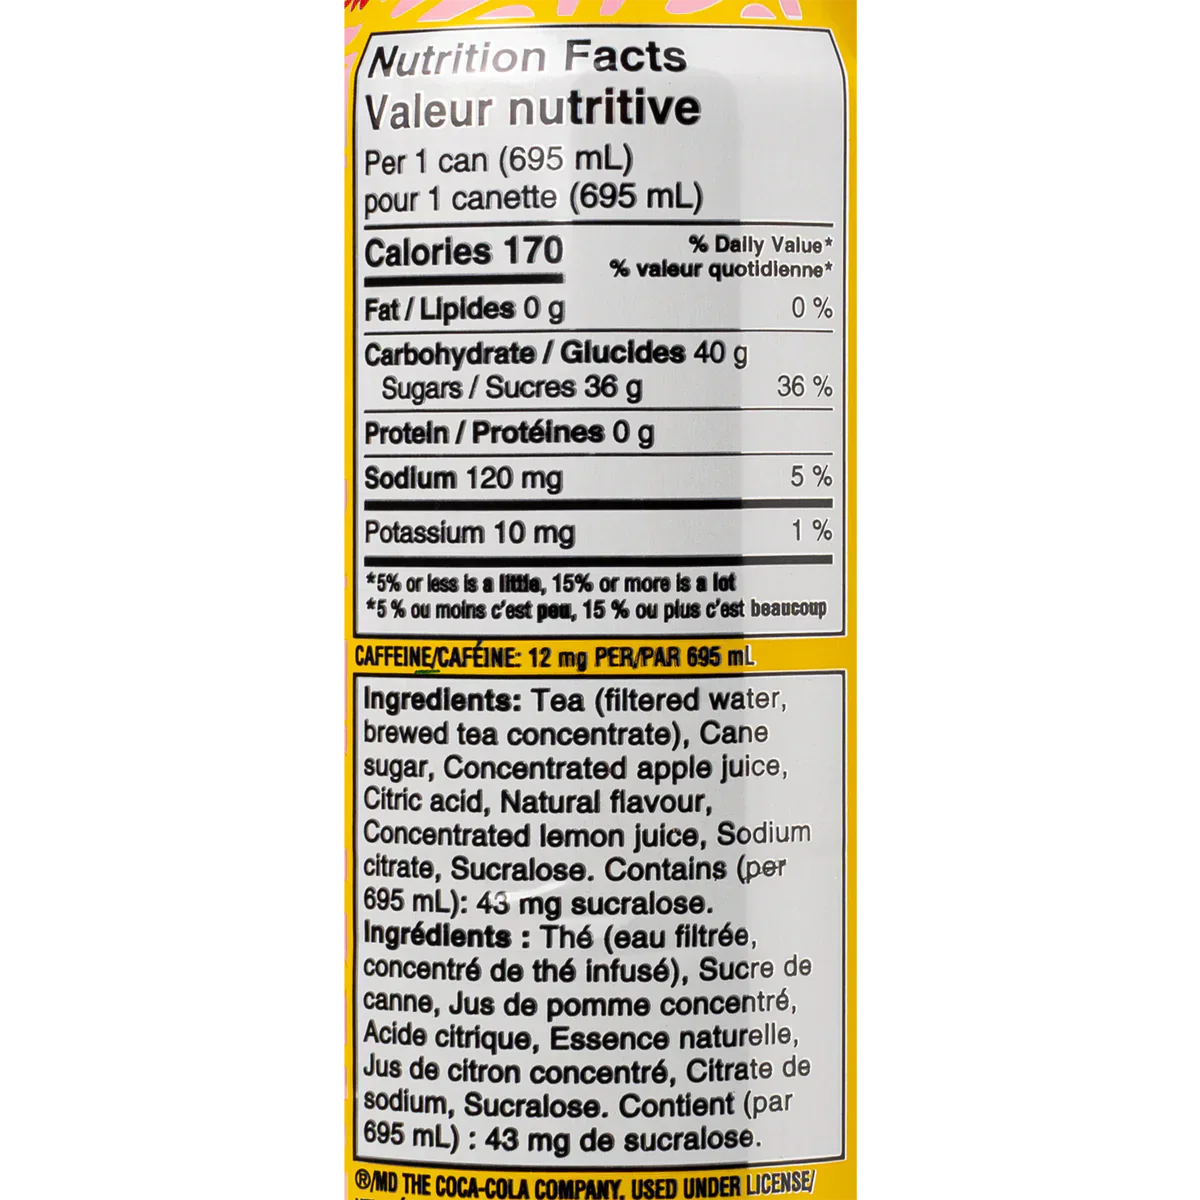 Nutrition Facts
Valeur nutritive
Per 1 can (695 mL)
pour 1 canette (695 mL)
Calories 170
% Daily Value*
% valeur quotidienne*
Fat / Lipides 0 g 0 %
Carbohydrate / Glucides 40 g
Sugars / Sucres 36 g 36 %
Protein / Protéines 0 g
Sodium 120 mg 5 %
Potassium 10 mg 1 %
*5% or less is a little, 15% or more is a lot
*5 % ou moins c'est peu, 15 % ou plus c'est beaucoup
CAFFEINE/CAFÉINE: 12 mg PER/PAR 695 mL
Ingredients: Tea (filtered water,
brewed tea concentrate), Cane
sugar, Concentrated apple juice,
Citric acid, Natural flavour,
Concentrated lemon juice, Sodium
citrate, Sucralose. Contains (per
695 mL): 43 mg sucralose.
Ingrédients : Thé (eau filtrée,
concentré de thé infusé), Sucre de
canne, Jus de pomme concentré,
Acide citrique, Essence naturelle,
Jus de citron concentré, Citrate de
sodium, Sucralose. Contient (par
695 mL) : 43 mg de sucralose.
®/MD THE COCA-COLA COMPANY, USED UNDER LICENSE/